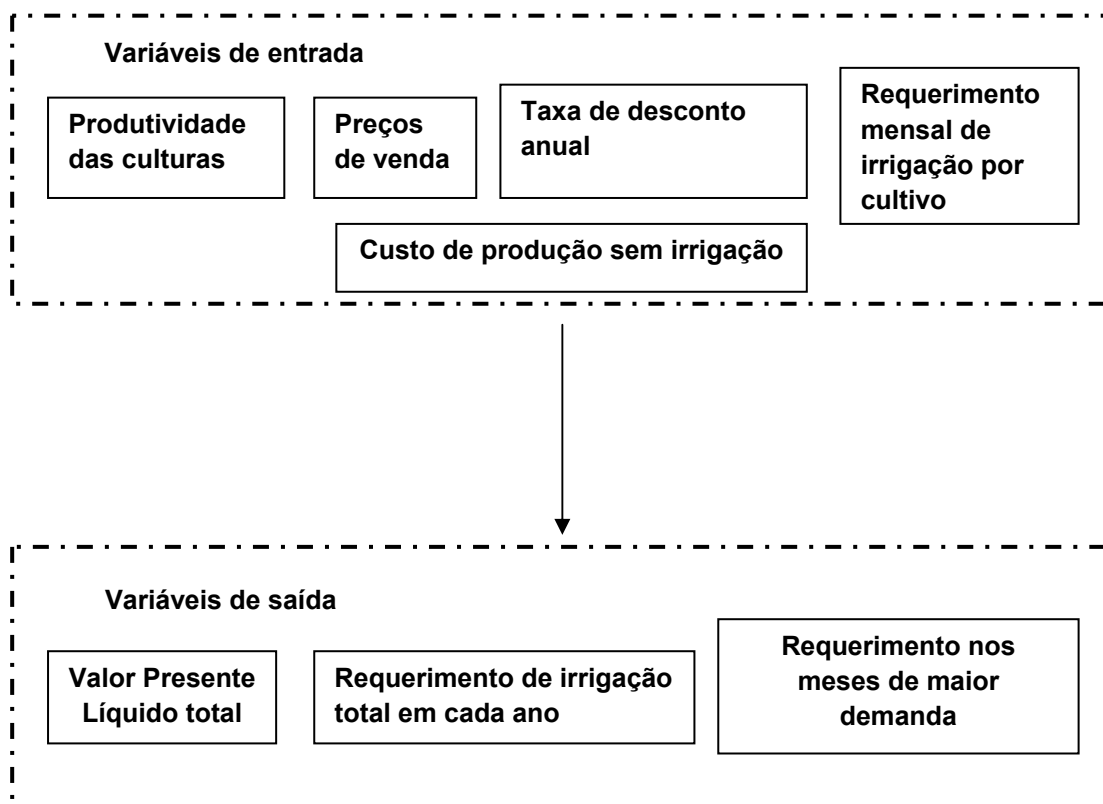 Variáveis de entrada
Produtividade
das culturas
Preços
de venda
Taxa de desconto
anual
Requerimento
mensal de
irrigação por
cultivo
Custo de produção sem irrigação
Variáveis de saída
Valor Presente
Líquido total
Requerimento de irrigação
total em cada ano
Requerimento nos
meses de maior
demanda